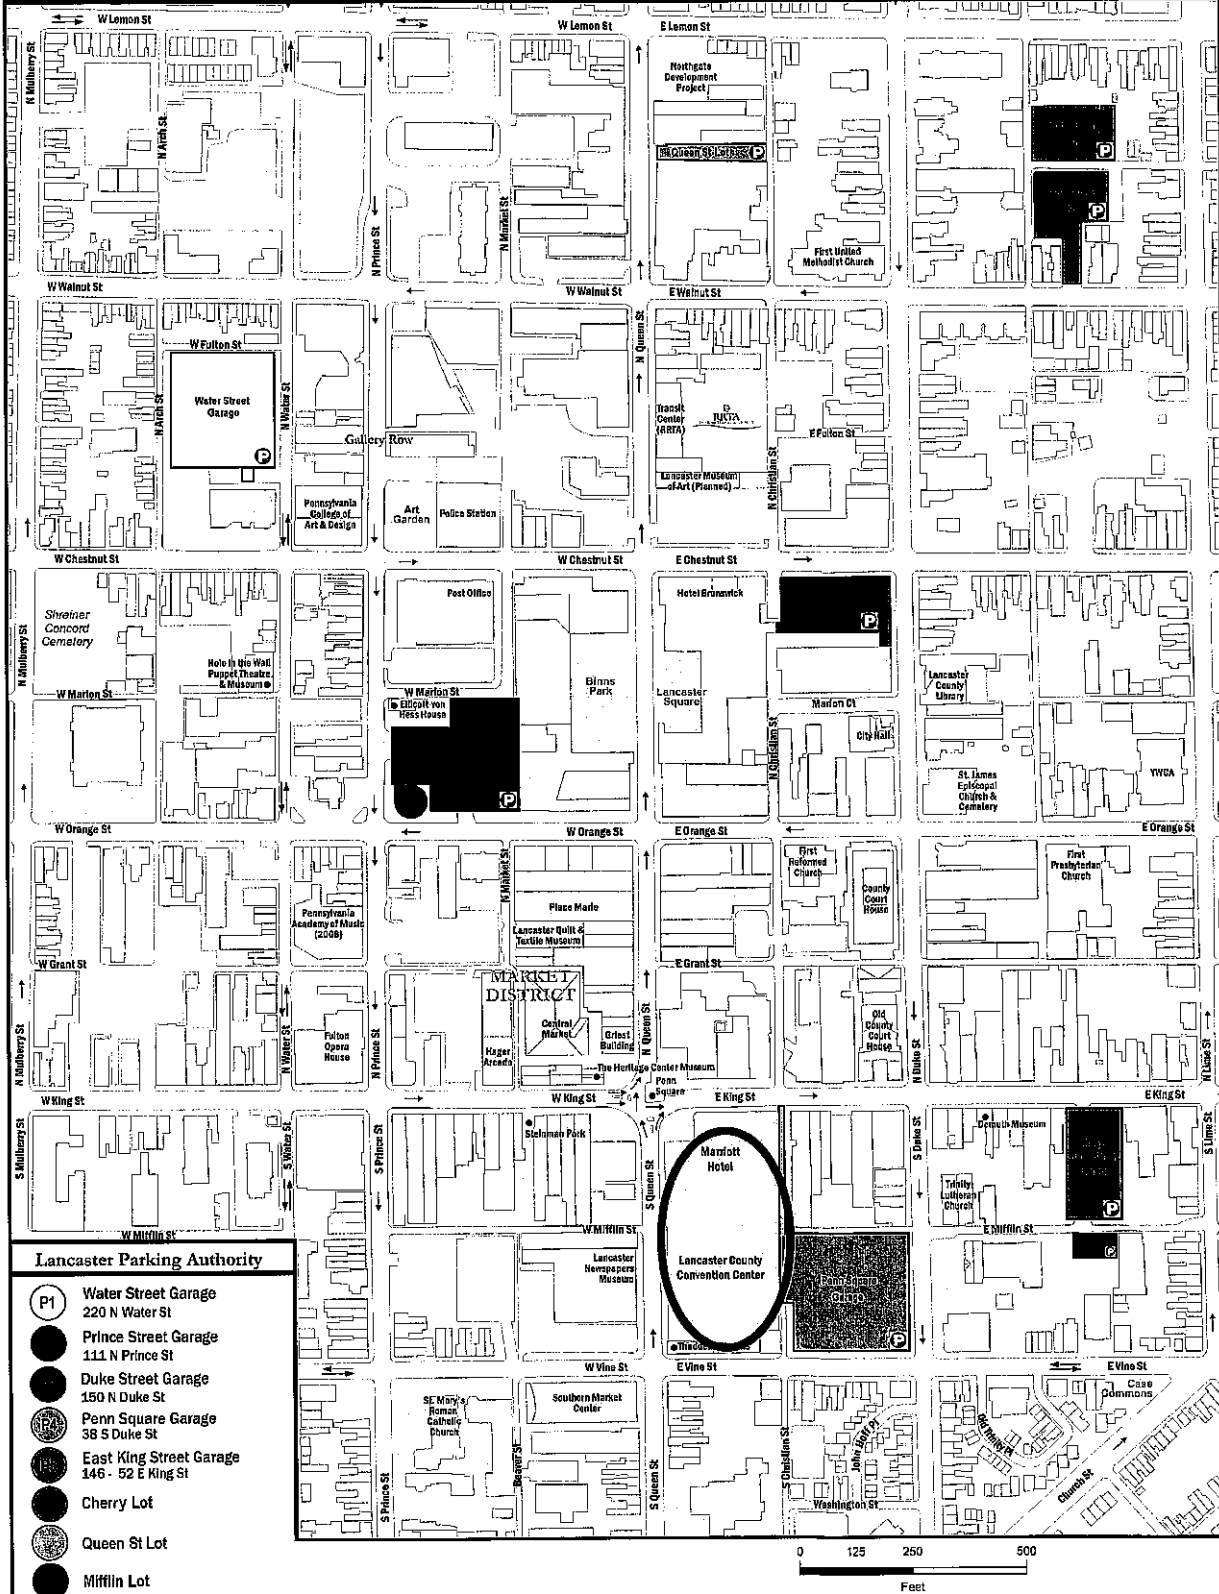 W Lemon St
W Lemon St
E Lemon St
N Mulberry St
N Arch St
Northgate
Development
Project
N Queen St Lot
P
P
P
N Prince St
N Market St
First United
Methodist Church
W Walnut St
W Walnut St
E Walnut St
W Fulton St
Water Street
Garage
P
N Arch St
N Water St
N Queen St
Transit
Center
(RRTA)
RRTA
Gallery Row
E Fulton St
Lancaster Museum
of Art (Planned)
N Christian St
Pennsylvania
College of
Art & Design
Art
Garden
Police Station
W Chestnut St
W Chestnut St
E Chestnut St
Shreiner
Concord
Cemetery
N Mulberry St
Post Office
Hotel Brunswick
P
Hole in the Wall
Puppet Theatre
& Museum
W Marion St
W Marion St
Ellicott von
Hess House
Binns
Park
Lancaster
Square
Lancaster
County
Library
Marion Ct
City Hall
N Christian St
P
St. James
Episcopal
Church &
Cemetery
YWCA
W Orange St
W Orange St
E Orange St
E Orange St
N Market St
First
Reformed
Church
County
Court
House
First
Presbyterian
Church
Place Marie
Pennsylvania
Academy of Music
(2008)
Lancaster Quilt &
Textile Museum
W Grant St
E Grant St
MARKET
DISTRICT
Central
Market
Griest
Building
Hager
Arcade
Fulton
Opera
House
Old
County
Court
House
N Mulberry St
N Water St
N Prince St
N Queen St
N Duke St
N Lime St
The Heritage Center Museum
Penn
Square
W King St
W King St
E King St
E King St
S Mulberry St
S Water St
S Prince St
Steinman Park
S Queen St
Marriott
Hotel
S Duke St
Demuth Museum
Trinity
Lutheran
Church
S Lime St
P
W Mifflin St
W Mifflin St
E Mifflin St
P
Lancaster
Newspapers
Museum
Lancaster County
Convention Center
Penn Square
Garage
P
W Vine St
E Vine St
E Vine St
St. Mary's
Roman
Catholic
Church
Southern Market
Center
Case
Commons
S Prince St
Beaver St
S Queen St
S Christian St
John Hoff Pl
Old Trinity Pl
Church St
Washington St
Lancaster Parking Authority
P1
Water Street Garage
220 N Water St
Prince Street Garage
111 N Prince St
Duke Street Garage
150 N Duke St
P4
Penn Square Garage
38 S Duke St
East King Street Garage
146 - 52 E King St
Cherry Lot
Queen St Lot
Mifflin Lot
0 125 250 500
Feet